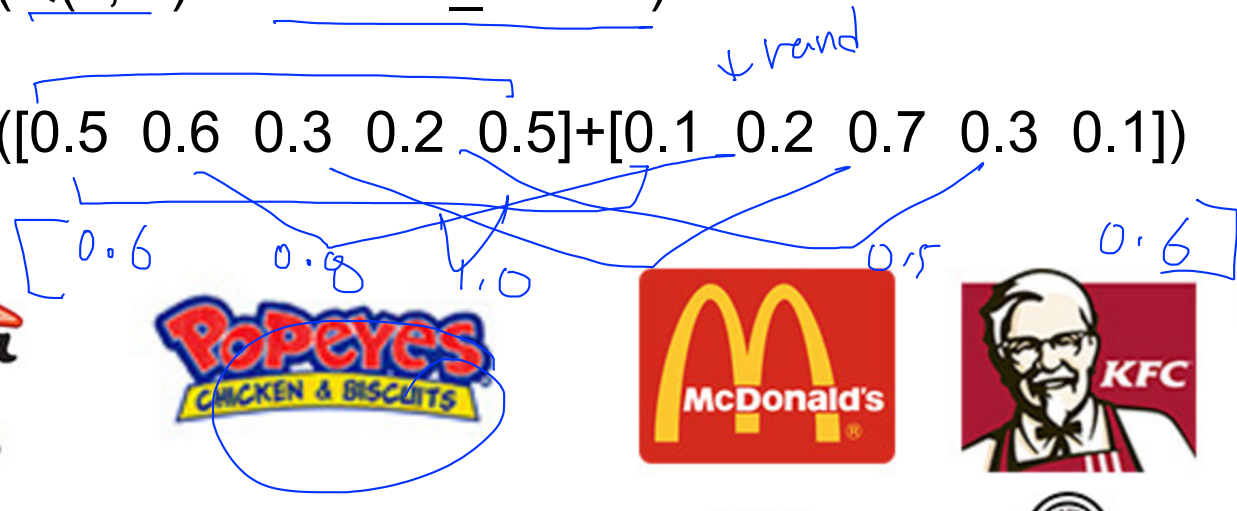 ↓ rand
([0.5 0.6 0.3 0.2 0.5]+[0.1 0.2 0.7 0.3 0.1])
[0.6 0.8 1.0 0.5 0.6]
POPEYES
CHICKEN & BISCUITS
McDonald's
®
KFC